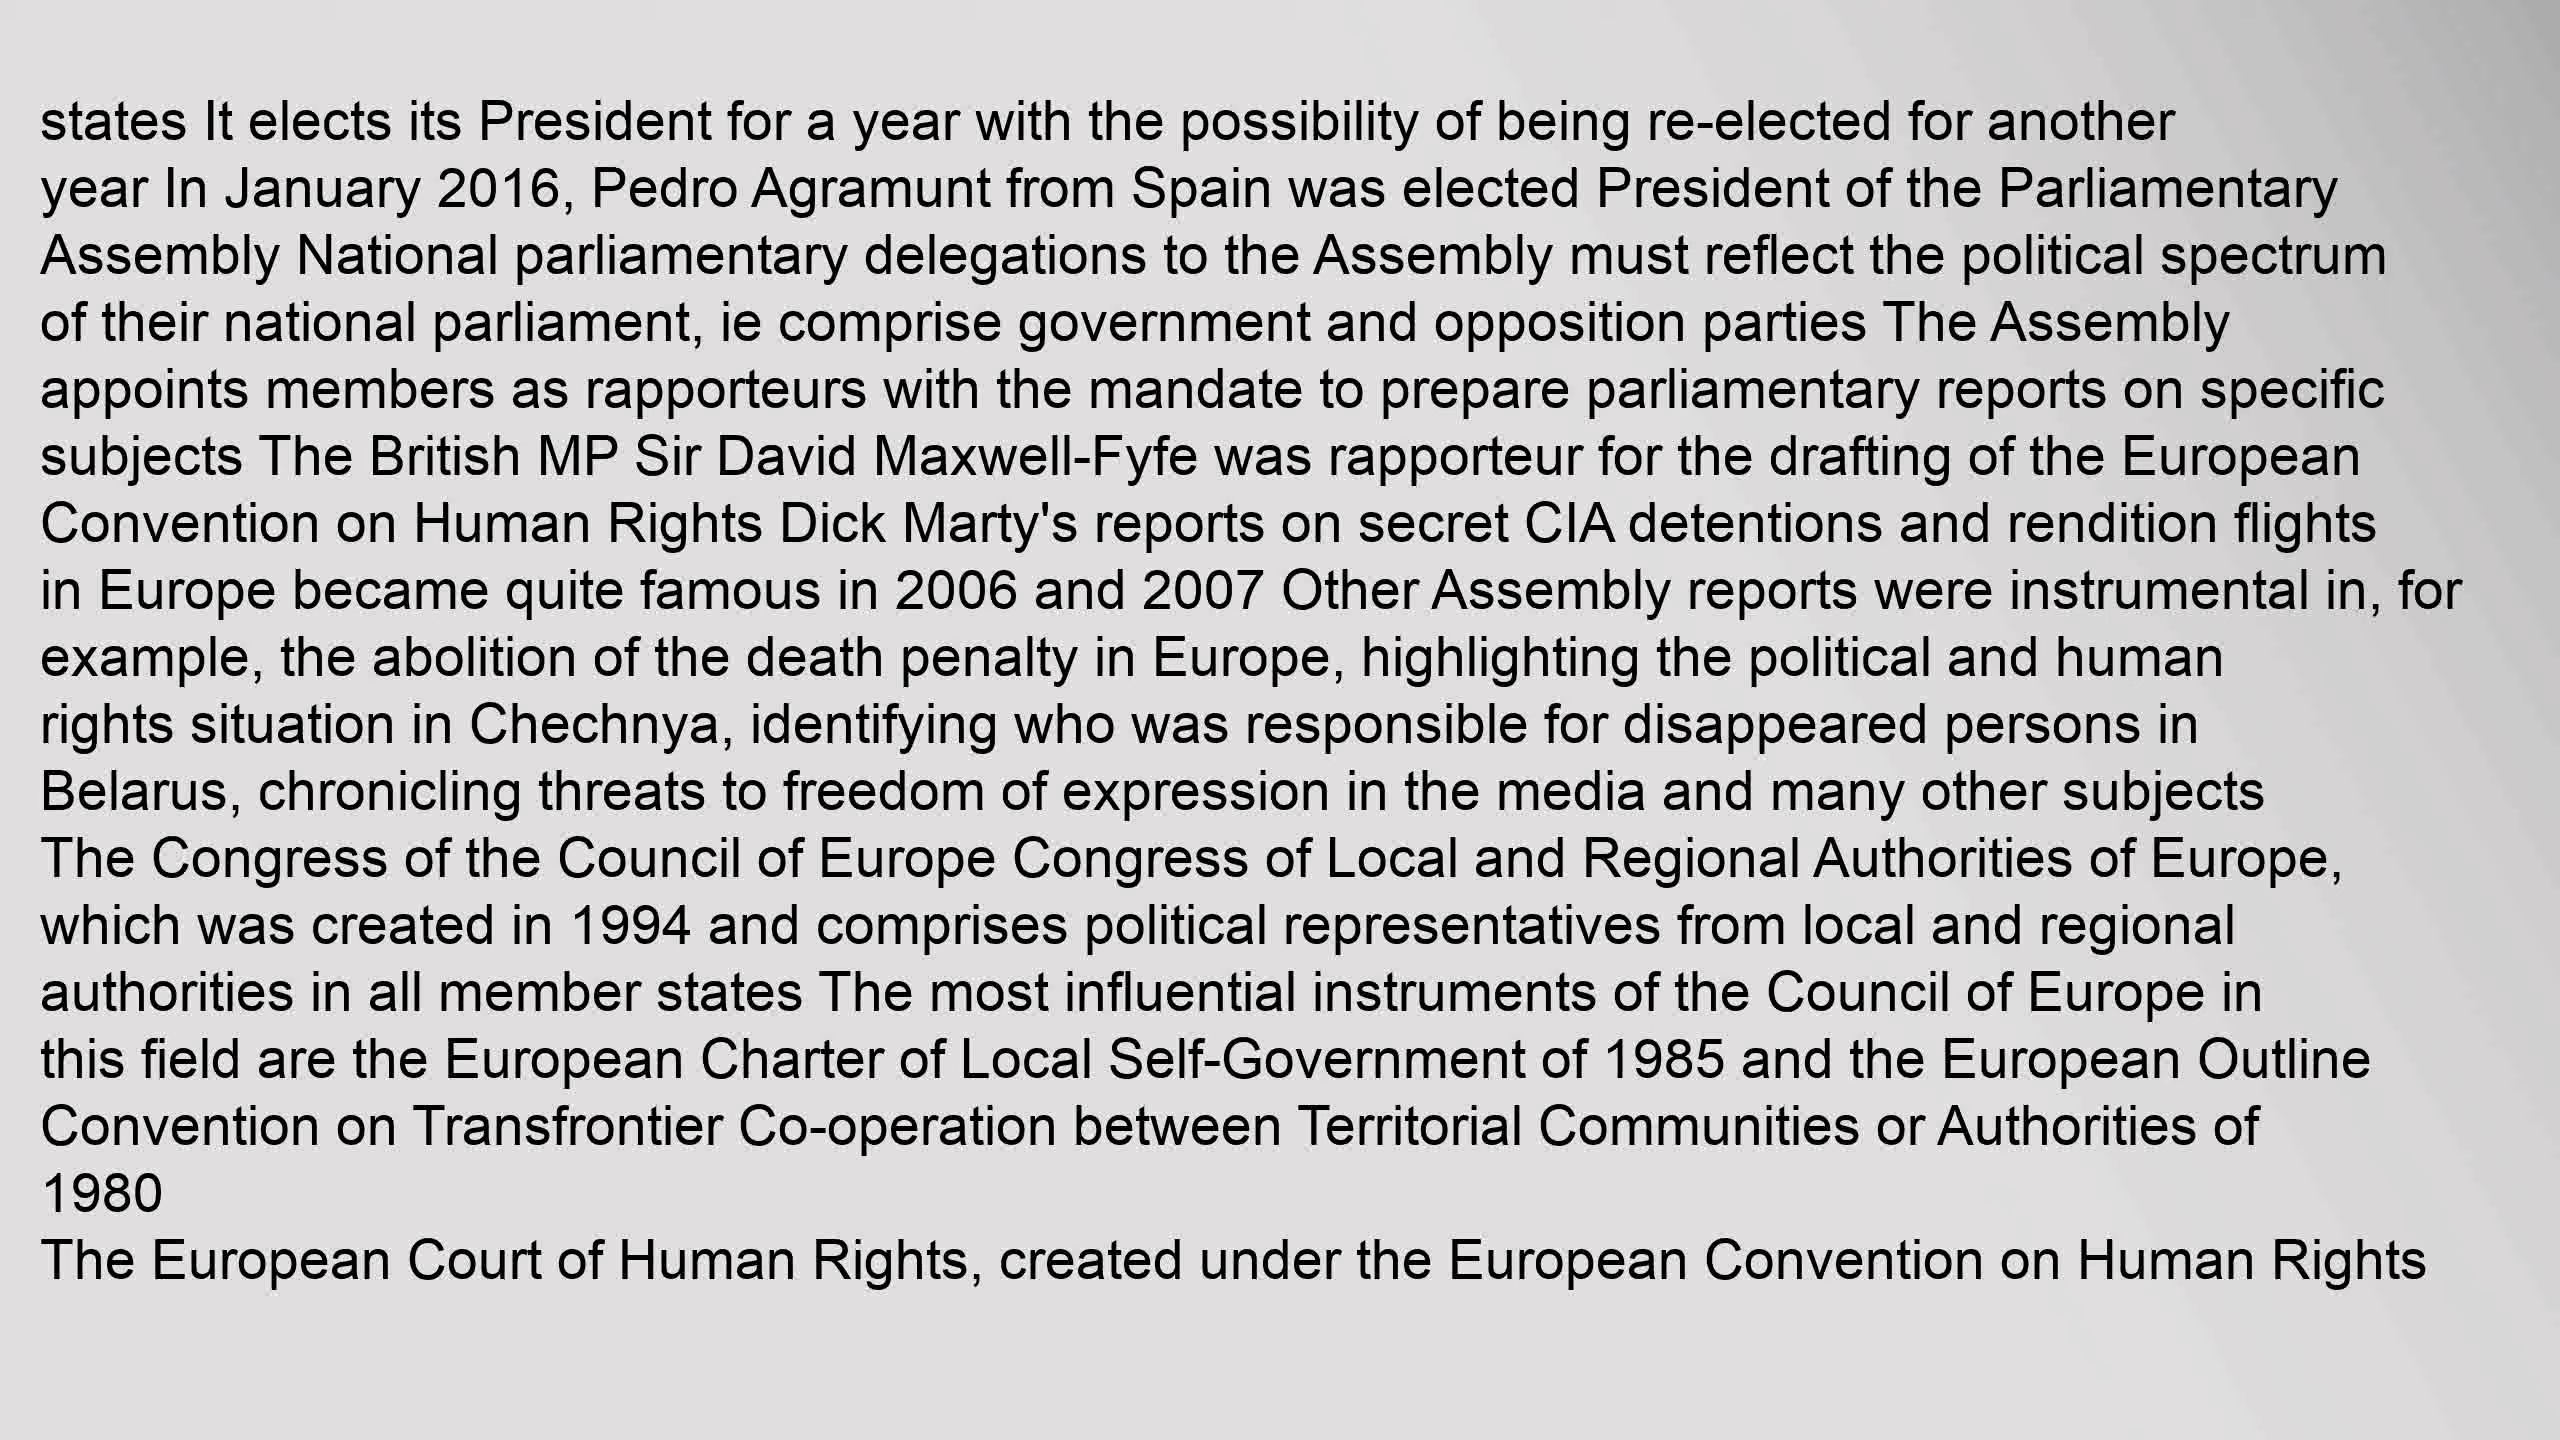 states It elects its President for a year with the possibility of being re-elected for another
year In January 2016, Pedro Agramunt from Spain was elected President of the Parliamentary
Assembly National parliamentary delegations to the Assembly must reflect the political spectrum
of their national parliament, ie comprise government and opposition parties The Assembly
appoints members as rapporteurs with the mandate to prepare parliamentary reports on specific
subjects The British MP Sir David Maxwell-Fyfe was rapporteur for the drafting of the European
Convention on Human Rights Dick Marty's reports on secret CIA detentions and rendition flights
in Europe became quite famous in 2006 and 2007 Other Assembly reports were instrumental in, for
example, the abolition of the death penalty in Europe, highlighting the political and human
rights situation in Chechnya, identifying who was responsible for disappeared persons in
Belarus, chronicling threats to freedom of expression in the media and many other subjects
The Congress of the Council of Europe Congress of Local and Regional Authorities of Europe,
which was created in 1994 and comprises political representatives from local and regional
authorities in all member states The most influential instruments of the Council of Europe in
this field are the European Charter of Local Self-Government of 1985 and the European Outline
Convention on Transfrontier Co-operation between Territorial Communities or Authorities of
1980
The European Court of Human Rights, created under the European Convention on Human Rights